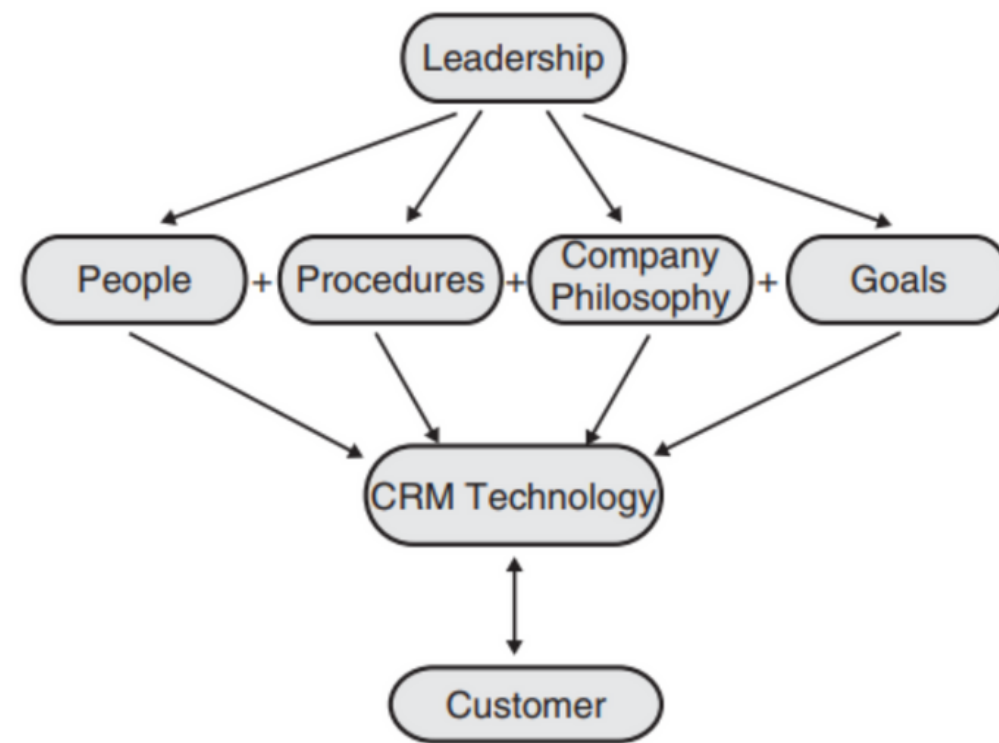 Leadership
People + Procedures + Company Philosophy + Goals
CRM Technology
Customer